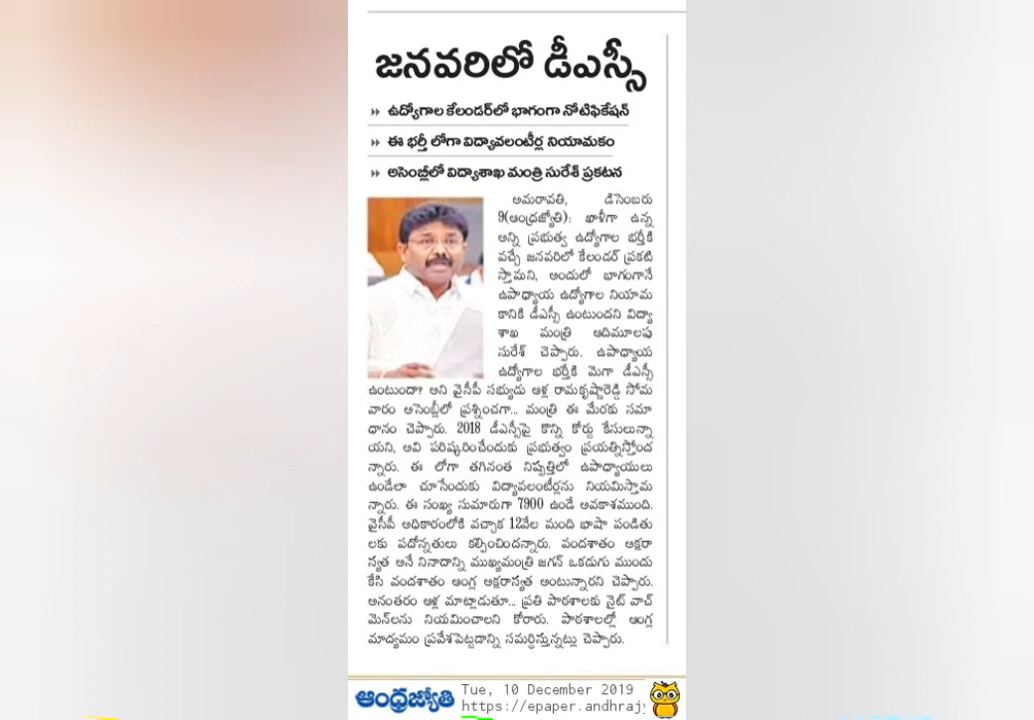 జనవరిలో డీఎస్సీ
›› ఉద్యోగాల కేలండర్‌లో భాగంగా నోటిఫికేషన్
›› ఈ భర్తీ లోగా విద్యావలంటీర్ల నియామకం
›› అసెంబ్లీలో విద్యాశాఖ మంత్రి సురేశ్ ప్రకటన
అమరావతి, డిసెంబరు
9(ఆంధ్రజ్యోతి): ఖాళీగా ఉన్న
అన్ని ప్రభుత్వ ఉద్యోగాల భర్తీకి
వచ్చే జనవరిలో కేలండర్ ప్రకటి
స్తామని, అందులో భాగంగానే
ఉపాధ్యాయ ఉద్యోగాల నియామ
కానికి డీఎస్సీ ఉంటుందని విద్యా
శాఖ మంత్రి ఆదిమూలపు
సురేశ్ చెప్పారు. ఉపాధ్యాయ
ఉద్యోగాల భర్తీకి మెగా డీఎస్సీ
ఉంటుందా? అని వైసీపీ సభ్యుడు ఆళ్ల రామకృష్ణారెడ్డి సోమ
వారం అసెంబ్లీలో ప్రశ్నించగా... మంత్రి ఈ మేరకు సమా
ధానం చెప్పారు. 2018 డీఎస్సీపై కొన్ని కోర్టు కేసులున్నా
యని, అవి పరిష్కరించేందుకు ప్రభుత్వం ప్రయత్నిస్తోంద
న్నారు. ఈ లోగా తగినంత నిష్పత్తిలో ఉపాధ్యాయులు
ఉండేలా చూసేందుకు విద్యావలంటీర్లను నియమిస్తామ
న్నారు. ఈ సంఖ్య సుమారుగా 7900 ఉండే అవకాశముంది.
వైసీపీ అధికారంలోకి వచ్చాక 12వేల మంది భాషా పండితు
లకు పదోన్నతులు కల్పించిందన్నారు. వందశాతం అక్షరా
స్యత అనే నినాదాన్ని ముఖ్యమంత్రి జగన్ ఒకడుగు ముందు
కేసి వందశాతం ఆంగ్ల అక్షరాస్యత అంటున్నారని చెప్పారు.
అనంతరం ఆళ్ల మాట్లాడుతూ... ప్రతి పాఠశాలకు నైట్ వాచ్
మెన్‌లను నియమించాలని కోరారు. పాఠశాలల్లో ఆంగ్ల
మాధ్యమం ప్రవేశపెట్టడాన్ని సమర్థిస్తున్నట్లు చెప్పారు.
ఆంధ్రజ్యోతి Tue, 10 December 2019
https://epaper.andhrajy